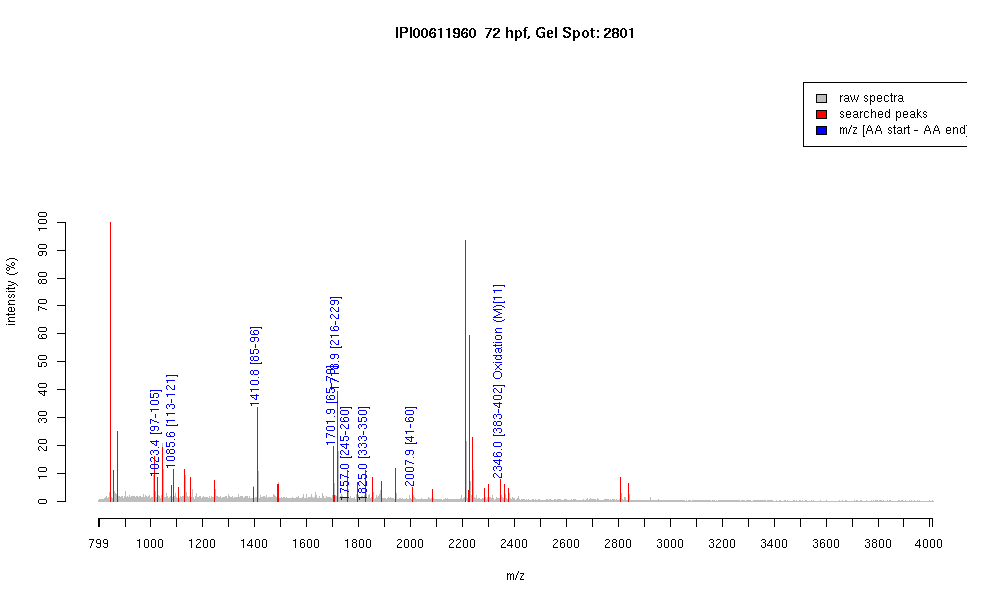 IPI00611960 72 hpf, Gel Spot: 2801
raw spectra
searched peaks
m/z [AA start - AA end]
intensity (%)
100
90
80
70
60
50
40
30
20
10
0
1023.4 [97-105]
1085.6 [113-121]
1410.8 [85-96]
1701.9 [65-79]
[216-229]
1757.0 [245-260]
1825.0 [333-350]
2007.9 [41-60]
2346.0 [383-402] Oxidation (M)[11]
799 1000 1200 1400 1600 1800 2000 2200 2400 2600 2800 3000 3200 3400 3600 3800 4000
m/z